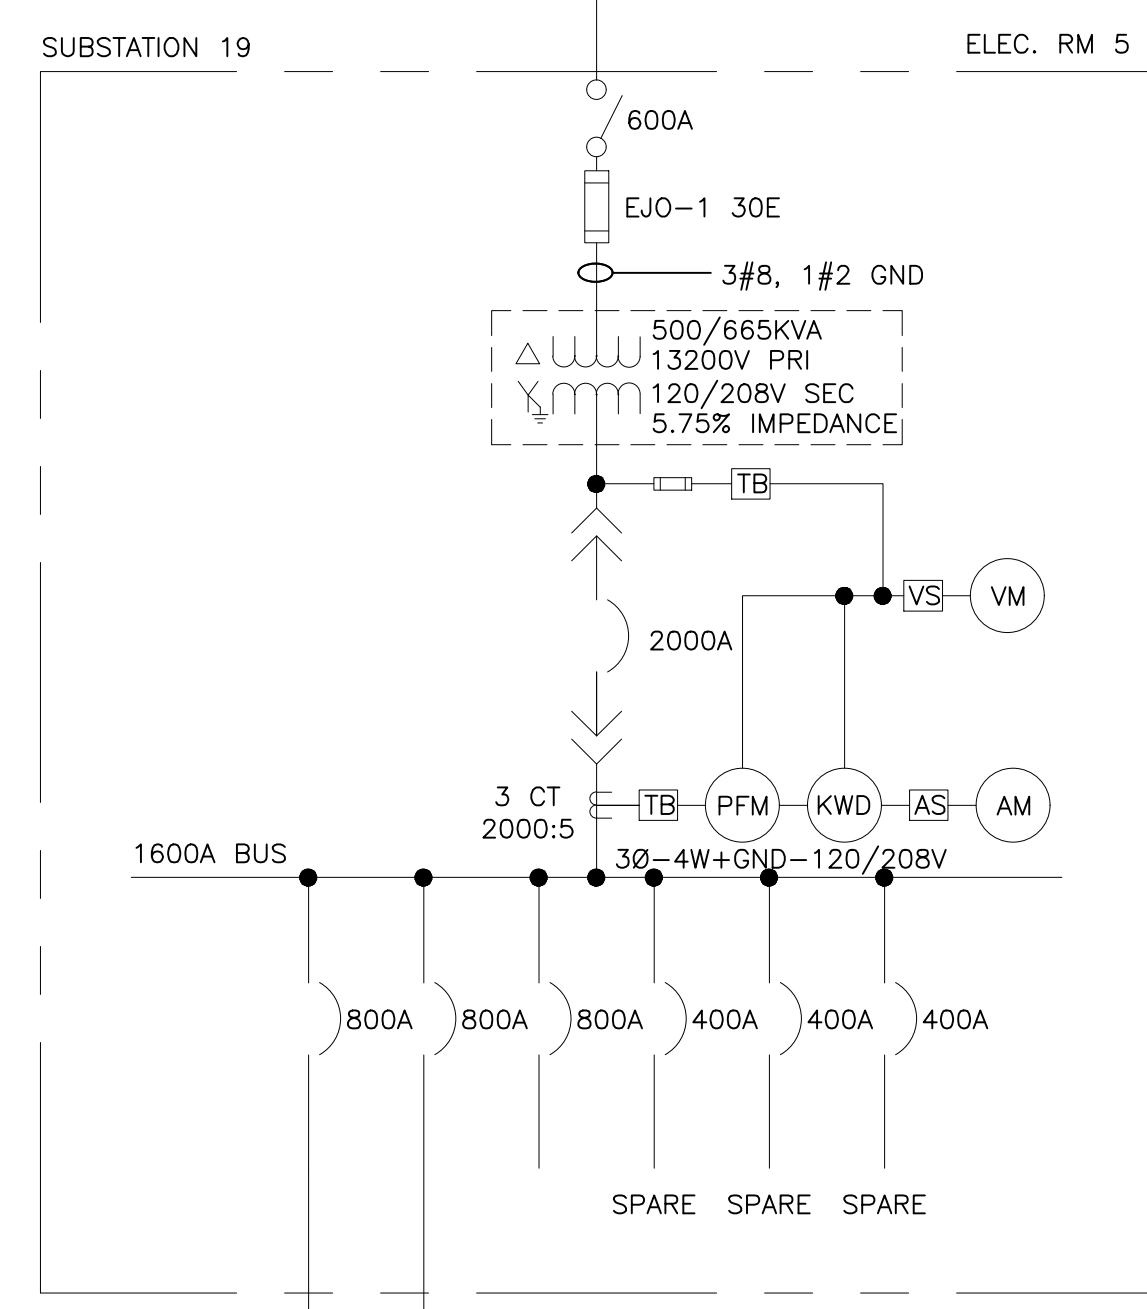 SUBSTATION 19
ELEC. RM 5
600A
EJO-1 30E
3#8, 1#2 GND
500/665KVA
13200V PRI
120/208V SEC
5.75% IMPEDANCE
TB
VS
VM
2000A
3 CT
2000:5
TB
PFM
KWD
AS
AM
1600A BUS
3Ø-4W+GND-120/208V
800A
800A
800A
400A
400A
400A
SPARE
SPARE
SPARE